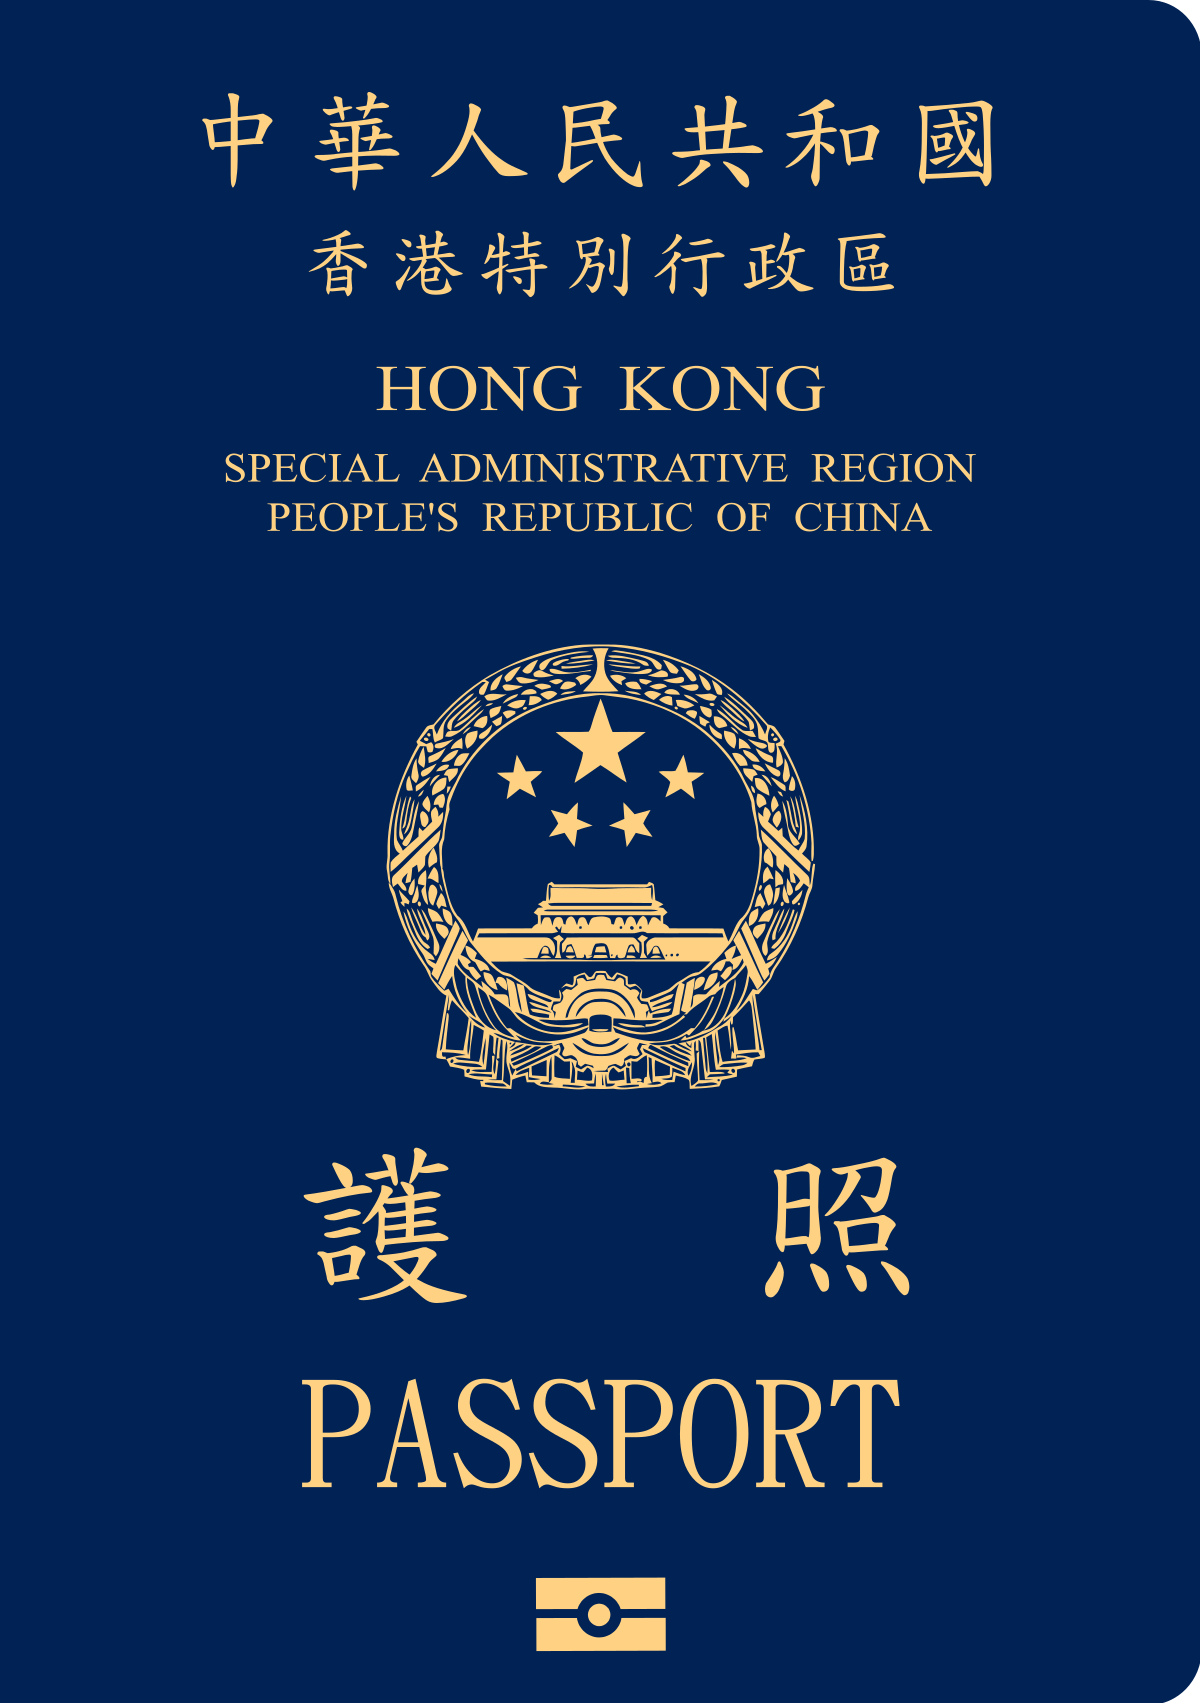 中華人民共和國
香港特別行政區
HONG KONG
SPECIAL ADMINISTRATIVE REGION
PEOPLE'S REPUBLIC OF CHINA
護照
PASSPORT